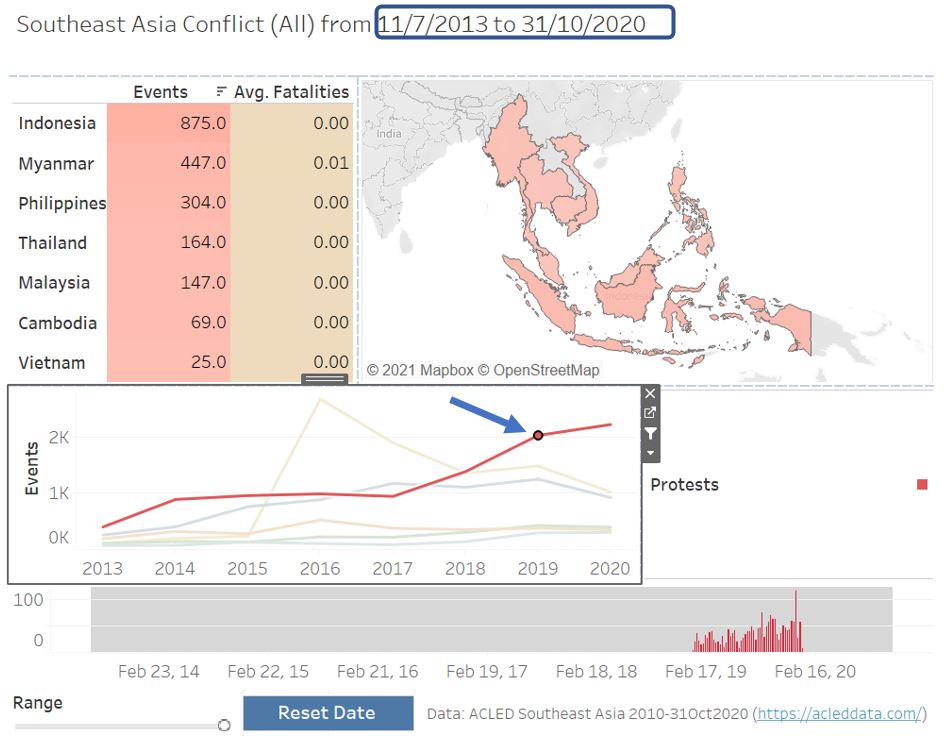 Southeast Asia Conflict (All) from 11/7/2013 to 31/10/2020
Events Avg. Fatalities
Indonesia 875.0 0.00
Myanmar 447.0 0.01
Philippines 304.0 0.00
Thailand 164.0 0.00
Malaysia 147.0 0.00
Cambodia 69.0 0.00
Vietnam 25.0 0.00
India
Indonesia
© 2021 Mapbox © OpenStreetMap
Events
2K
1K
0K
2013 2014 2015 2016 2017 2018 2019 2020
Protests
100
0
Feb 23, 14 Feb 22, 15 Feb 21, 16 Feb 19, 17 Feb 18, 18 Feb 17, 19 Feb 16, 20
Range
Reset Date
Data: ACLED Southeast Asia 2010-31Oct2020 (https://acleddata.com/)